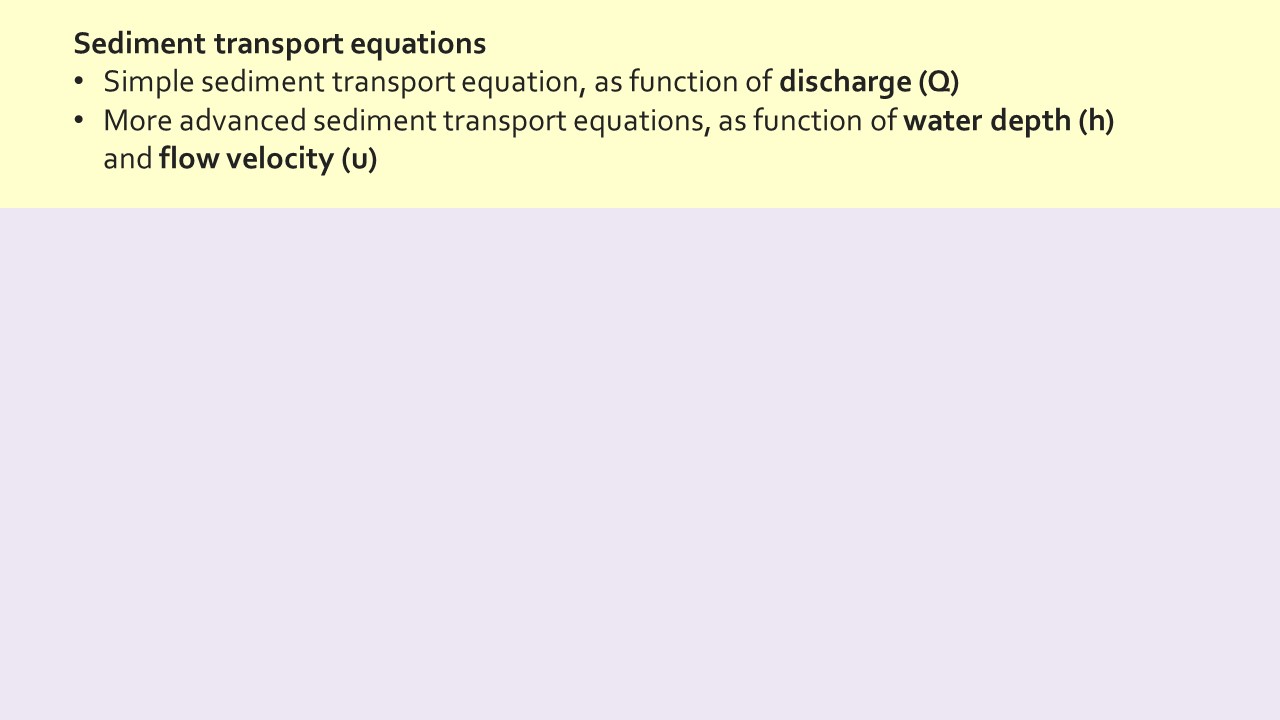 Sediment transport equations
• Simple sediment transport equation, as function of discharge (Q)
• More advanced sediment transport equations, as function of water depth (h)
and flow velocity (u)